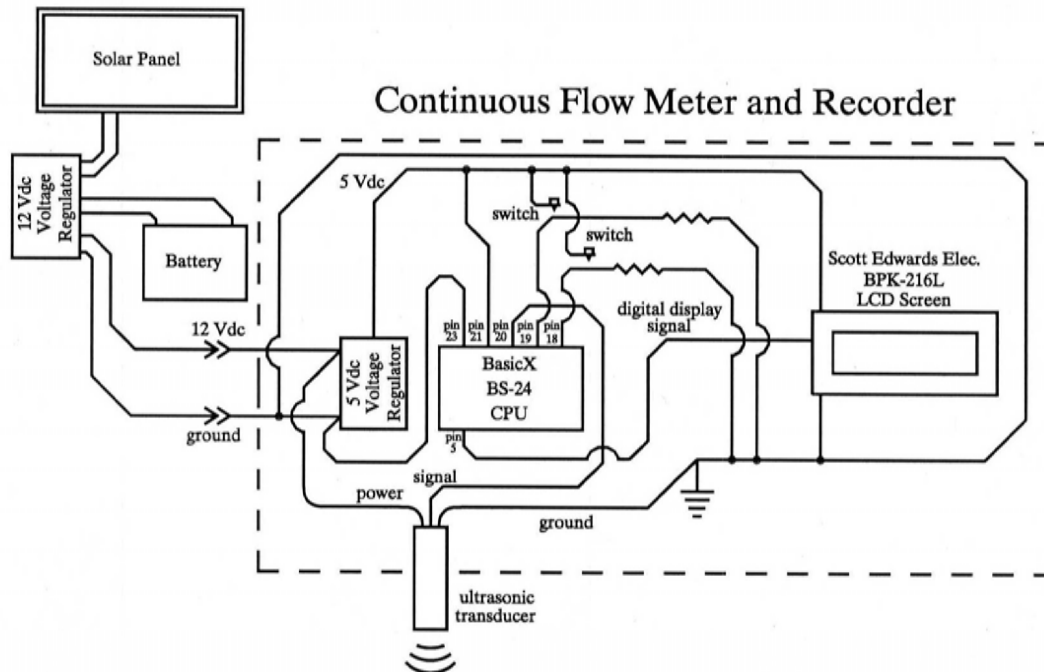 Continuous Flow Meter and Recorder
Solar Panel
12 Vdc
Voltage
Regulator
Battery
12 Vdc
ground
5 Vdc
5 Vdc
Voltage
Regulator
switch
switch
pin
23
pin
21
pin
20
pin
19
pin
18
BasicX
BS-24
CPU
pin
5
digital display
signal
Scott Edwards Elec.
BPK-216L
LCD Screen
signal
power
ground
ultrasonic
transducer